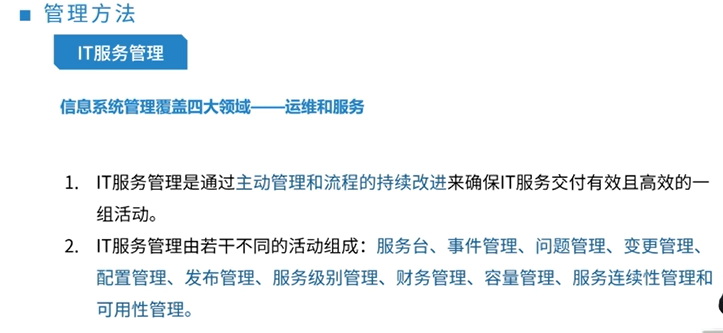 管理方法
IT服务管理
信息系统管理覆盖四大领域——运维和服务
1. IT服务管理是通过主动管理和流程的持续改进来确保IT服务交付有效且高效的一
组活动。
2. IT服务管理由若干不同的活动组成：服务台、事件管理、问题管理、变更管理、
配置管理、发布管理、服务级别管理、财务管理、容量管理、服务连续性管理和
可用性管理。